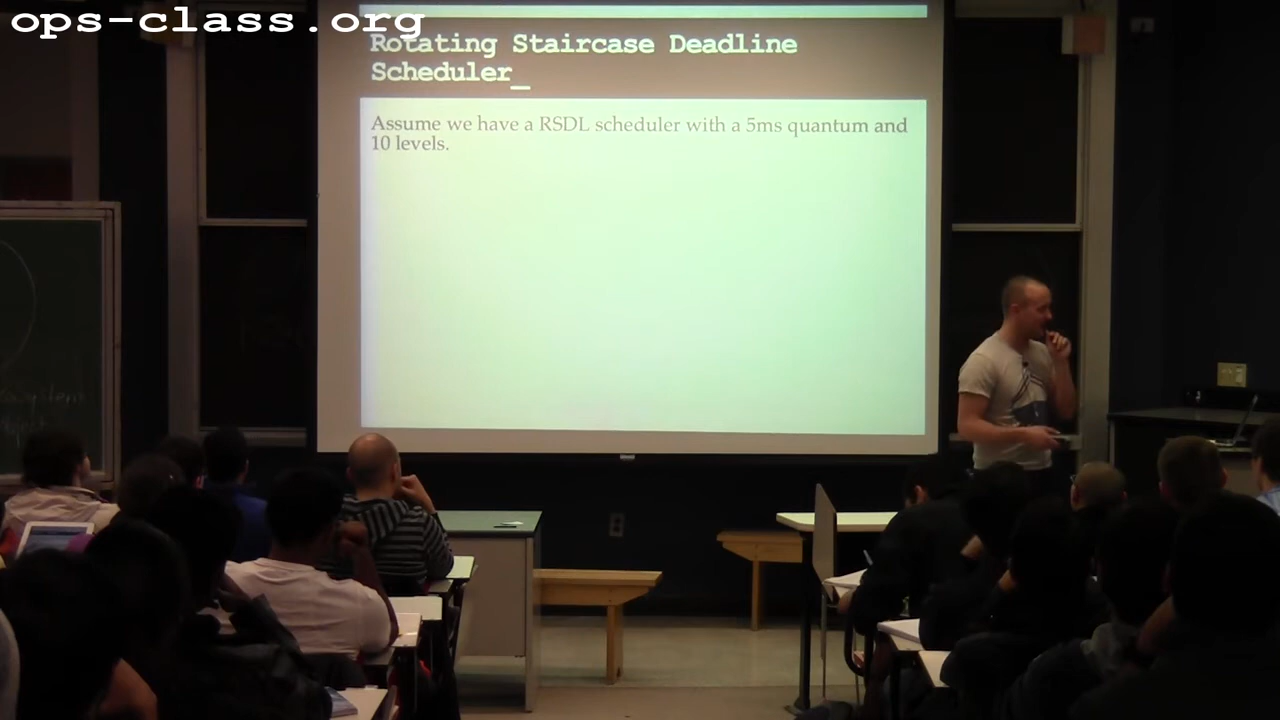 ops-class.org
Rotating Staircase Deadline
Scheduler_
Assume we have a RSDL scheduler with a 5ms quantum and
10 levels.